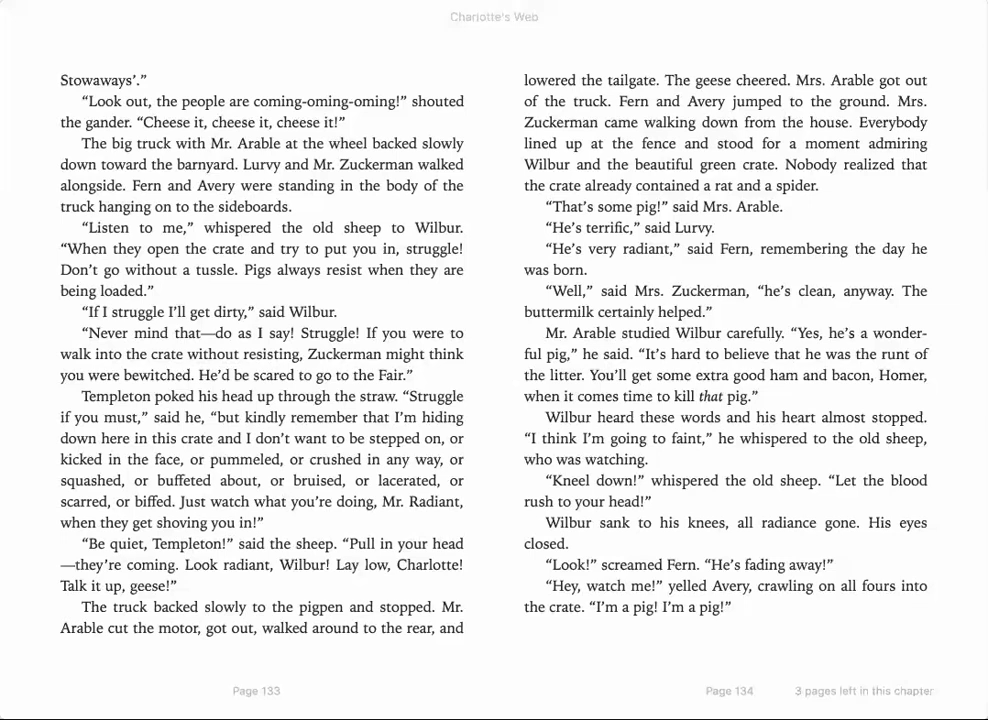 Charlotte's Web
Stowaways’.”
“Look out, the people are coming-oming-oming!” shouted
the gander. “Cheese it, cheese it, cheese it!”
The big truck with Mr. Arable at the wheel backed slowly
down toward the barnyard. Lurvy and Mr. Zuckerman walked
alongside. Fern and Avery were standing in the body of the
truck hanging on to the sideboards.
“Listen to me,” whispered the old sheep to Wilbur.
“When they open the crate and try to put you in, struggle!
Don’t go without a tussle. Pigs always resist when they are
being loaded.”
“If I struggle I’ll get dirty,” said Wilbur.
“Never mind that—do as I say! Struggle! If you were to
walk into the crate without resisting, Zuckerman might think
you were bewitched. He’d be scared to go to the Fair.”
Templeton poked his head up through the straw. “Struggle
if you must,” said he, “but kindly remember that I’m hiding
down here in this crate and I don’t want to be stepped on, or
kicked in the face, or pummeled, or crushed in any way, or
squashed, or buffeted about, or bruised, or lacerated, or
scarred, or biffed. Just watch what you’re doing, Mr. Radiant,
when they get shoving you in!”
“Be quiet, Templeton!” said the sheep. “Pull in your head
—they’re coming. Look radiant, Wilbur! Lay low, Charlotte!
Talk it up, geese!”
The truck backed slowly to the pigpen and stopped. Mr.
Arable cut the motor, got out, walked around to the rear, and
lowered the tailgate. The geese cheered. Mrs. Arable got out
of the truck. Fern and Avery jumped to the ground. Mrs.
Zuckerman came walking down from the house. Everybody
lined up at the fence and stood for a moment admiring
Wilbur and the beautiful green crate. Nobody realized that
the crate already contained a rat and a spider.
“That’s some pig!” said Mrs. Arable.
“He’s terrific,” said Lurvy.
“He’s very radiant,” said Fern, remembering the day he
was born.
“Well,” said Mrs. Zuckerman, “he’s clean, anyway. The
buttermilk certainly helped.”
Mr. Arable studied Wilbur carefully. “Yes, he’s a wonder-
ful pig,” he said. “It’s hard to believe that he was the runt of
the litter. You’ll get some extra good ham and bacon, Homer,
when it comes time to kill that pig.”
Wilbur heard these words and his heart almost stopped.
“I think I’m going to faint,” he whispered to the old sheep,
who was watching.
“Kneel down!” whispered the old sheep. “Let the blood
rush to your head!”
Wilbur sank to his knees, all radiance gone. His eyes
closed.
“Look!” screamed Fern. “He’s fading away!”
“Hey, watch me!” yelled Avery, crawling on all fours into
the crate. “I’m a pig! I’m a pig!”
Page 133
Page 134
3 pages left in this chapter